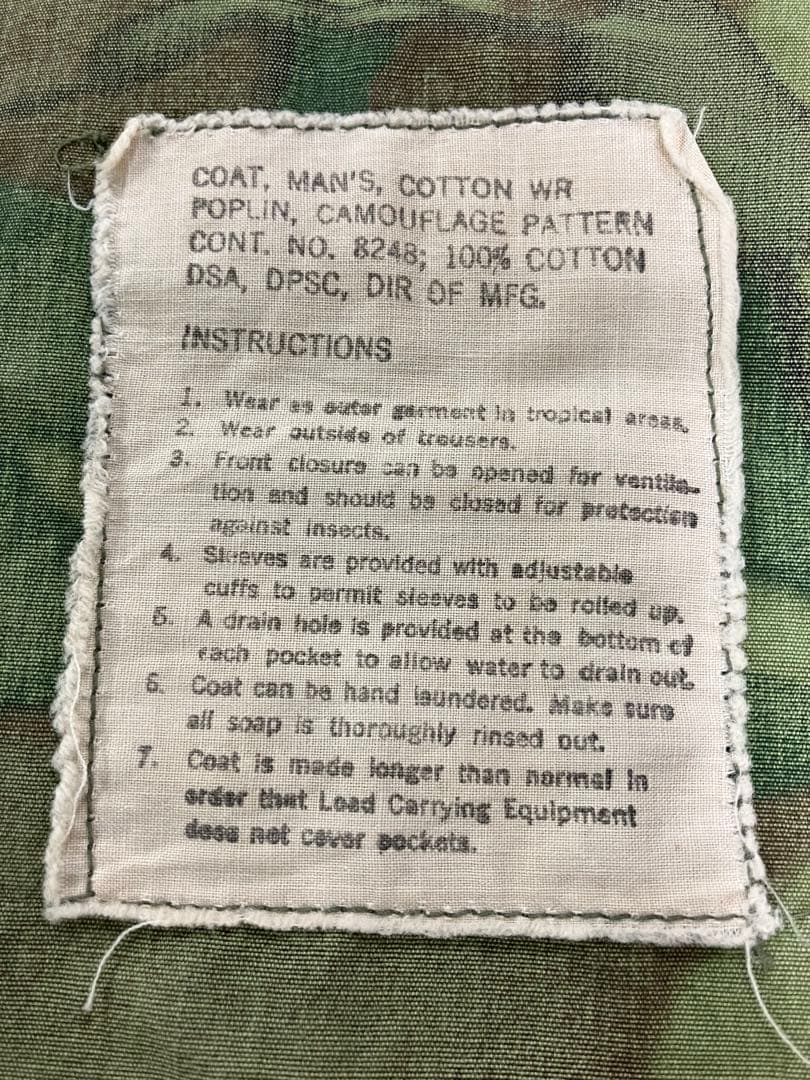 COAT, MAN'S, COTTON WR
POPLIN, CAMOUFLAGE PATTERN
CONT. NO. 8248; 100% COTTON
DSA, DPSC, DIR OF MFG.
INSTRUCTIONS
1. Wear as outer garment in tropical areas.
2. Wear outside of trousers.
3. Front closure can be opened for ventila-
tion and should be closed for protection
against insects.
4. Sleeves are provided with adjustable
cuffs to permit sleeves to be rolled up.
5. A drain hole is provided at the bottom of
each pocket to allow water to drain out.
6. Coat can be hand laundered. Make sure
all soap is thoroughly rinsed out.
7. Coat is made longer than normal in
order that Load Carrying Equipment
does not cover pockets.